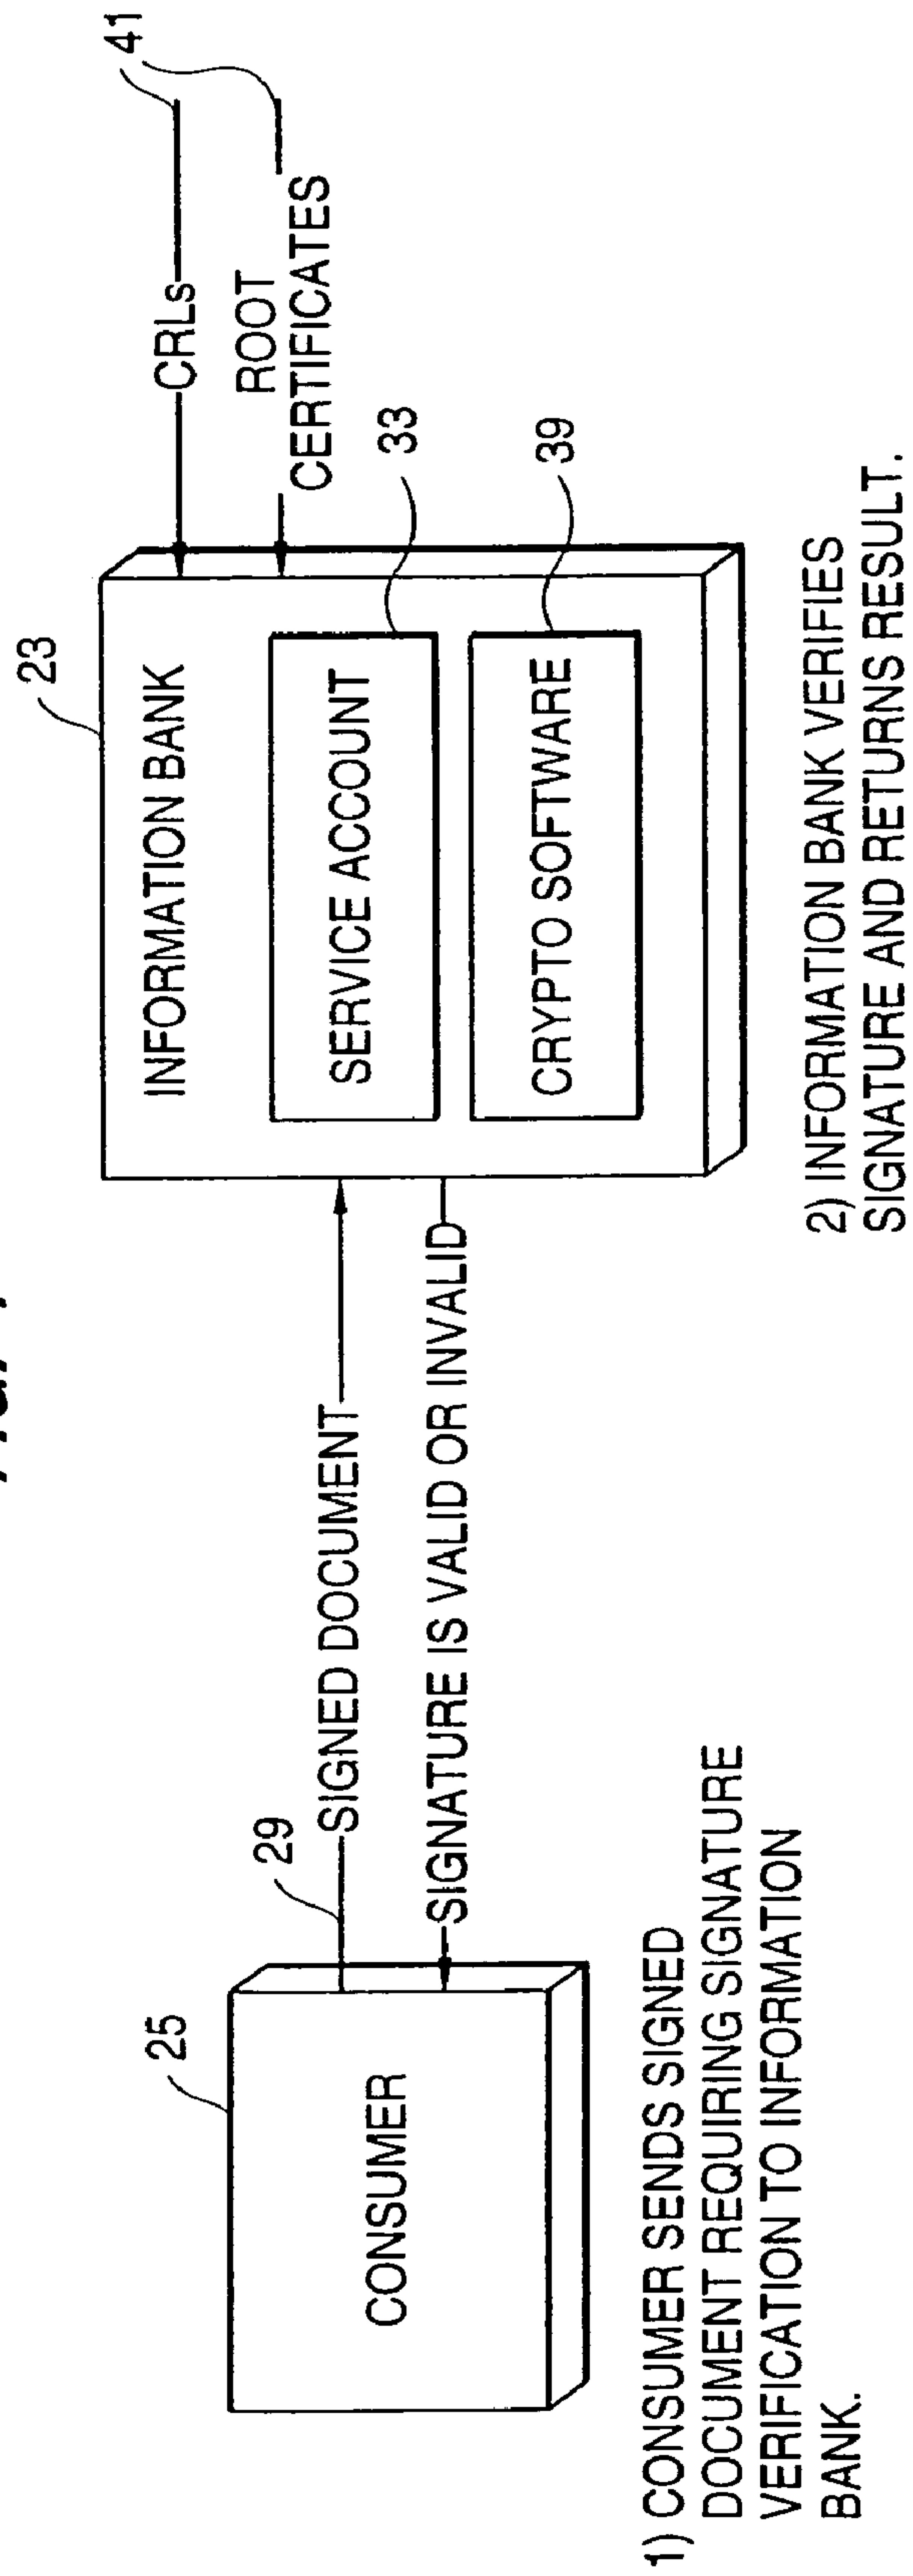 41
CRLs
ROOT
CERTIFICATES
23
INFORMATION BANK
33
SERVICE ACCOUNT
39
CRYPTO SOFTWARE
2) INFORMATION BANK VERIFIES
SIGNATURE AND RETURNS RESULT.
29
SIGNED DOCUMENT
SIGNATURE IS VALID OR INVALID
25
CONSUMER
1) CONSUMER SENDS SIGNED
DOCUMENT REQUIRING SIGNATURE
VERIFICATION TO INFORMATION
BANK.